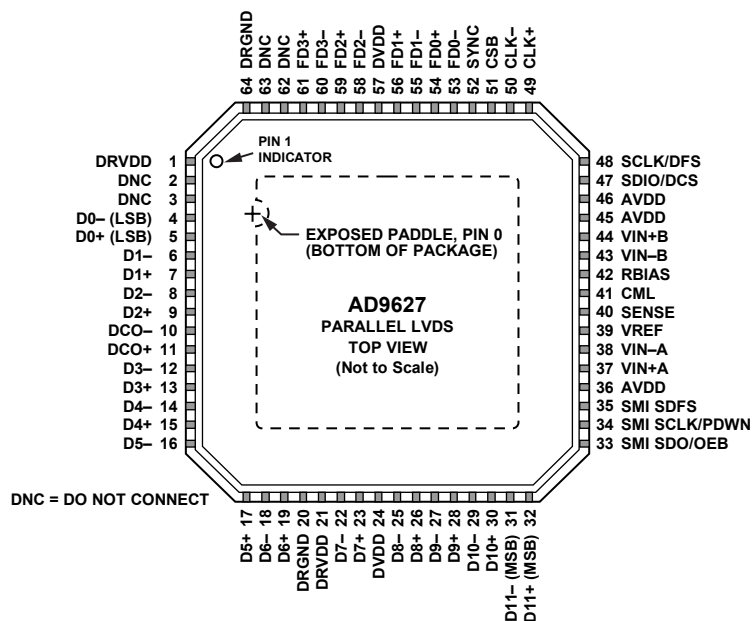 64 DRGND
63 DNC
62 DNC
61 FD3+
60 FD3–
59 FD2+
58 FD2–
57 DVDD
56 FD1+
55 FD1–
54 FD0+
53 FD0–
52 SYNC
51 CSB
50 CLK–
49 CLK+
PIN 1
INDICATOR
DRVDD 1
DNC 2
DNC 3
D0– (LSB) 4
D0+ (LSB) 5
D1– 6
D1+ 7
D2– 8
D2+ 9
DCO– 10
DCO+ 11
D3– 12
D3+ 13
D4– 14
D4+ 15
D5– 16
EXPOSED PADDLE, PIN 0
(BOTTOM OF PACKAGE)
AD9627
PARALLEL LVDS
TOP VIEW
(Not to Scale)
48 SCLK/DFS
47 SDIO/DCS
46 AVDD
45 AVDD
44 VIN+B
43 VIN–B
42 RBIAS
41 CML
40 SENSE
39 VREF
38 VIN–A
37 VIN+A
36 AVDD
35 SMI SDFS
34 SMI SCLK/PDWN
33 SMI SDO/OEB
DNC = DO NOT CONNECT
D5+ 17
D6– 18
D6+ 19
DRGND 20
DRVDD 21
D7– 22
D7+ 23
DVDD 24
D8– 25
D8+ 26
D9– 27
D9+ 28
D10– 29
D10+ 30
D11– (MSB) 31
D11+ (MSB) 32